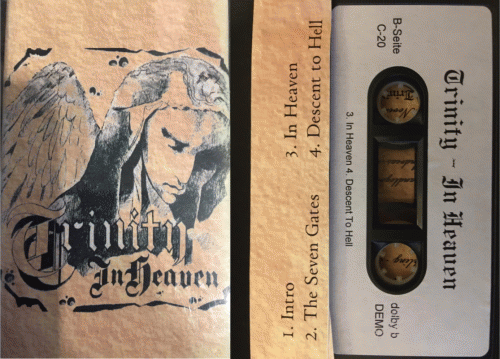 Trinity
In Heaven
1. Intro
2. The Seven Gates
3. In Heaven
4. Descent to Hell
B-Seite
C-20
Trinity - In Heaven
3. In Heaven 4. Descent To Hell
dolby b
DEMO